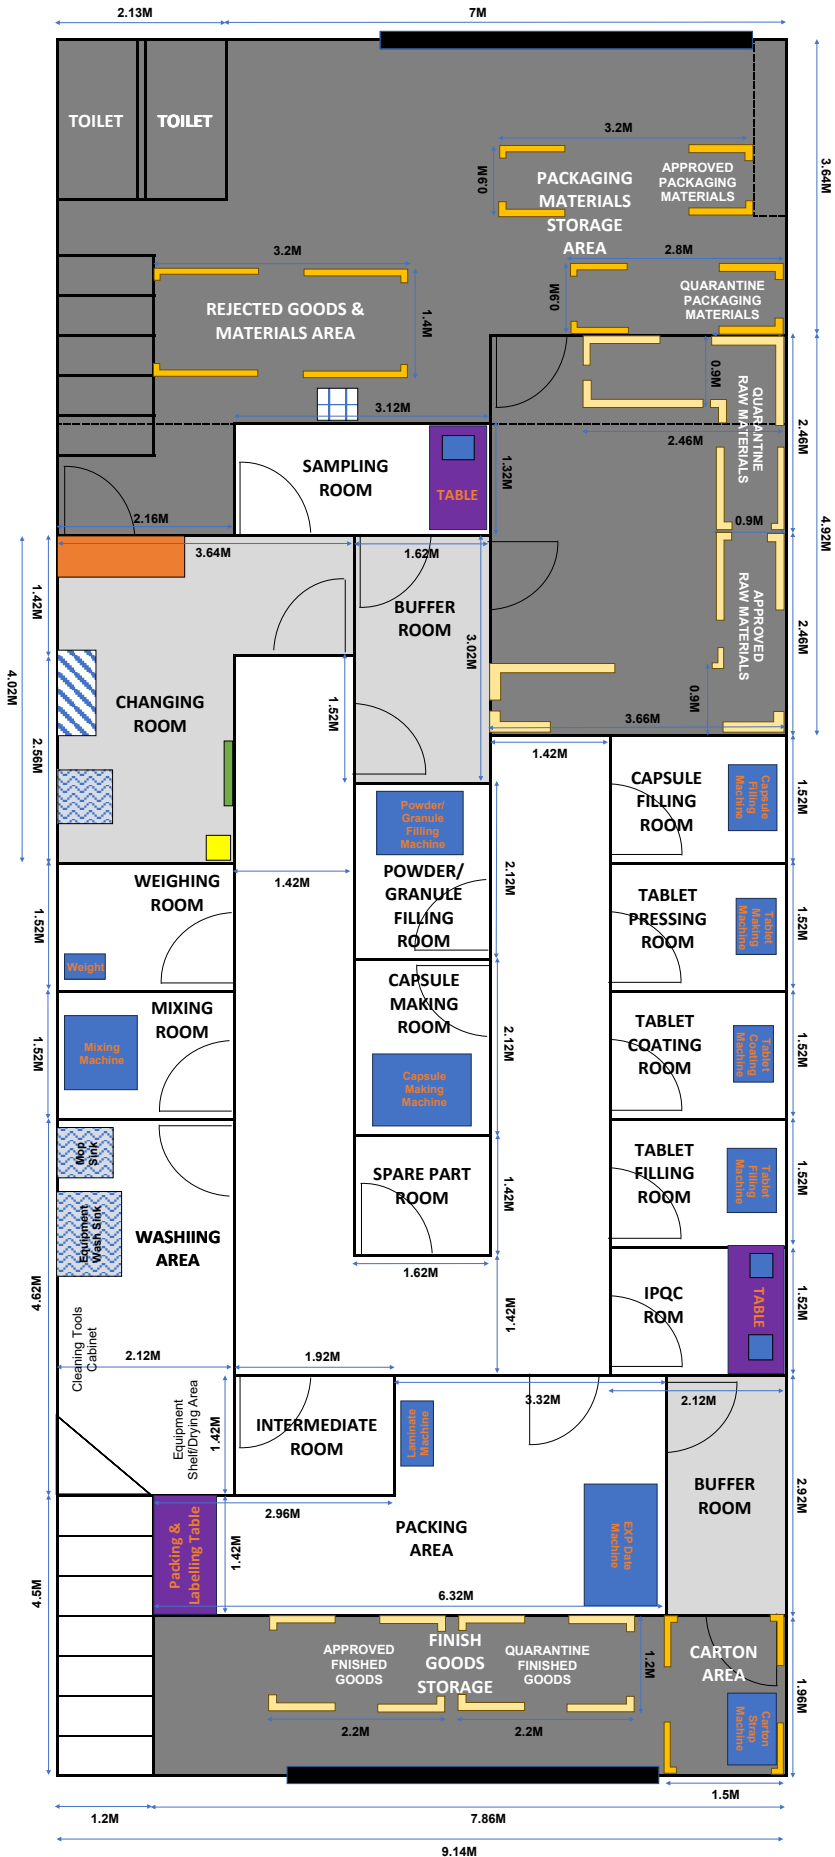 2.13M
7M
TOILET
TOILET
3.64M
3.2M
0.9M
PACKAGING
MATERIALS
STORAGE
AREA
APPROVED
PACKAGING
MATERIALS
2.8M
0.9M
QUARANTINE
PACKAGING
MATERIALS
3.2M
REJECTED GOODS &
MATERIALS AREA
1.4M
0.9M
QUARANTINE
RAW MATERIALS
2.46M
2.46M
4.92M
3.12M
SAMPLING
ROOM
TABLE
1.32M
2.16M
0.9M
3.64M
1.62M
1.42M
BUFFER
ROOM
3.02M
APPROVED
RAW MATERIALS
2.46M
0.9M
3.66M
4.02M
CHANGING
ROOM
1.52M
2.56M
1.42M
CAPSULE
FILLING
ROOM
Capsule
Filling
Machine
1.52M
Powder/
Granule
Filling
Machine
POWDER/
GRANULE
FILLING
ROOM
2.12M
1.42M
WEIGHING
ROOM
Weight
1.52M
TABLET
PRESSING
ROOM
Tablet
Making
Machine
1.52M
MIXING
ROOM
Mixing
Machine
1.52M
CAPSULE
MAKING
ROOM
Capsule
Making
Machine
2.12M
TABLET
COATING
ROOM
Tablet
Coating
Machine
1.52M
Mop
Sink
Equipment
Wash Sink
WASHIING
AREA
4.62M
SPARE PART
ROOM
1.42M
1.62M
TABLET
FILLING
ROOM
Tablet
Filling
Machine
1.52M
1.42M
IPQC
ROM
TABLE
1.52M
Cleaning Tools
Cabinet
2.12M
1.92M
3.32M
2.12M
Equipment
Shelf/Drying Area
1.42M
INTERMEDIATE
ROOM
Laminate
Machine
BUFFER
ROOM
2.92M
2.96M
Packing &
Labelling Table
1.42M
PACKING
AREA
EXP Date
Machine
6.32M
4.5M
APPROVED
FNISHED
GOODS
FINISH
GOODS
STORAGE
QUARANTINE
FINISHED
GOODS
1.2M
2.2M
2.2M
CARTON
AREA
Carton
Strap
Machine
1.96M
1.5M
1.2M
7.86M
9.14M